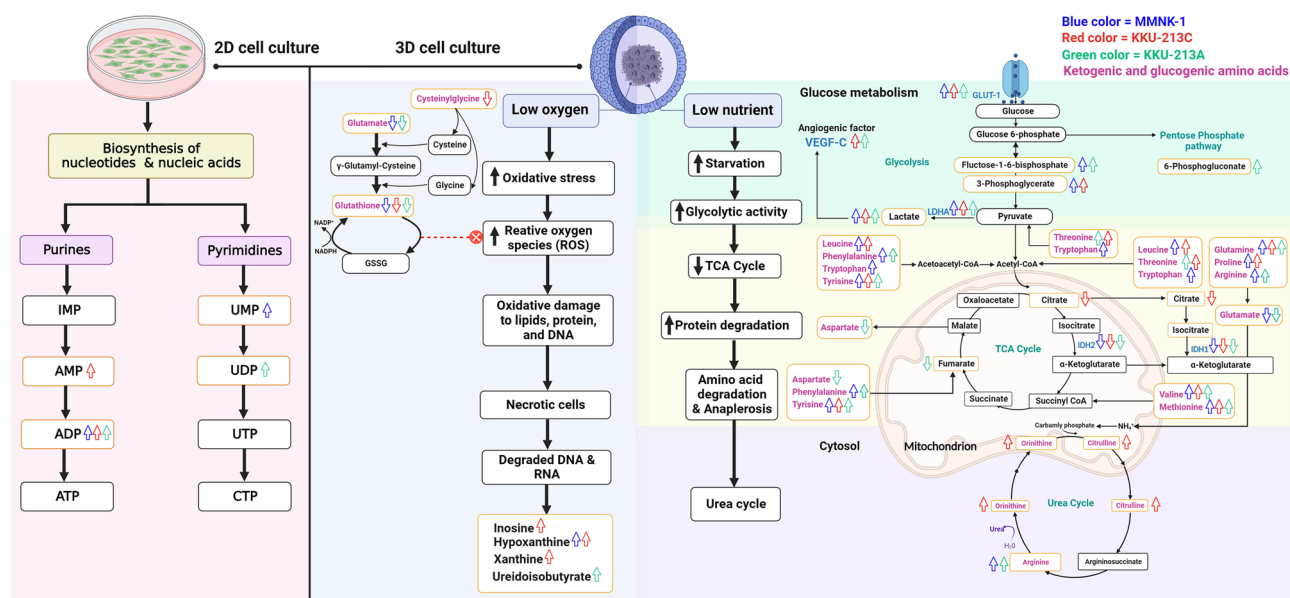 Blue color = MMNK-1
Red color = KKU-213C
Green color = KKU-213A
Ketogenic and glucogenic amino acids
2D cell culture
3D cell culture
Biosynthesis of
nucleotides & nucleic acids
Purines
Pyrimidines
IMP
UMP
AMP
UDP
ADP
UTP
ATP
CTP
Cysteinylglycine
Glutamate
Cysteine
γ-Glutamyl-Cysteine
Glycine
Glutathione
NADP+
NADPH
GSSG
Low oxygen
Oxidative stress
Reative oxygen
species (ROS)
Oxidative damage
to lipids, protein,
and DNA
Necrotic cells
Degraded DNA &
RNA
Inosine
Hypoxanthine
Xanthine
Ureidoisobutyrate
Low nutrient
Starvation
Glycolytic activity
TCA Cycle
Protein degradation
Amino acid
degradation
& Anaplerosis
Urea cycle
Glucose metabolism
GLUT-1
Glucose
Glucose 6-phosphate
Pentose Phosphate
pathway
6-Phosphogluconate
Angiogenic factor
VEGF-C
Glycolysis
Fluctose-1-6-bisphosphate
3-Phosphoglycerate
Lactate
LDHA
Pyruvate
Leucine
Phenylalanine
Tryptophan
Tyrisine
Acetoacetyl-CoA
Acetyl-CoA
Threonine
Tryptophan
Leucine
Threonine
Tryptophan
Glutamine
Proline
Arginine
Glutamate
Oxaloacetate
Citrate
Citrate
Aspartate
Malate
Isocitrate
Isocitrate
TCA Cycle
IDH2
IDH1
Fumarate
α-Ketoglutarate
α-Ketoglutarate
Aspartate
Phenylalanine
Tyrisine
Succinate
Succinyl CoA
Valine
Methionine
Carbamly phosphate
NH4+
Cytosol
Mitochondrion
Orinithine
Citrulline
Orinithine
Urea Cycle
Citrulline
Urea
H20
Arginine
Argininosuccinate